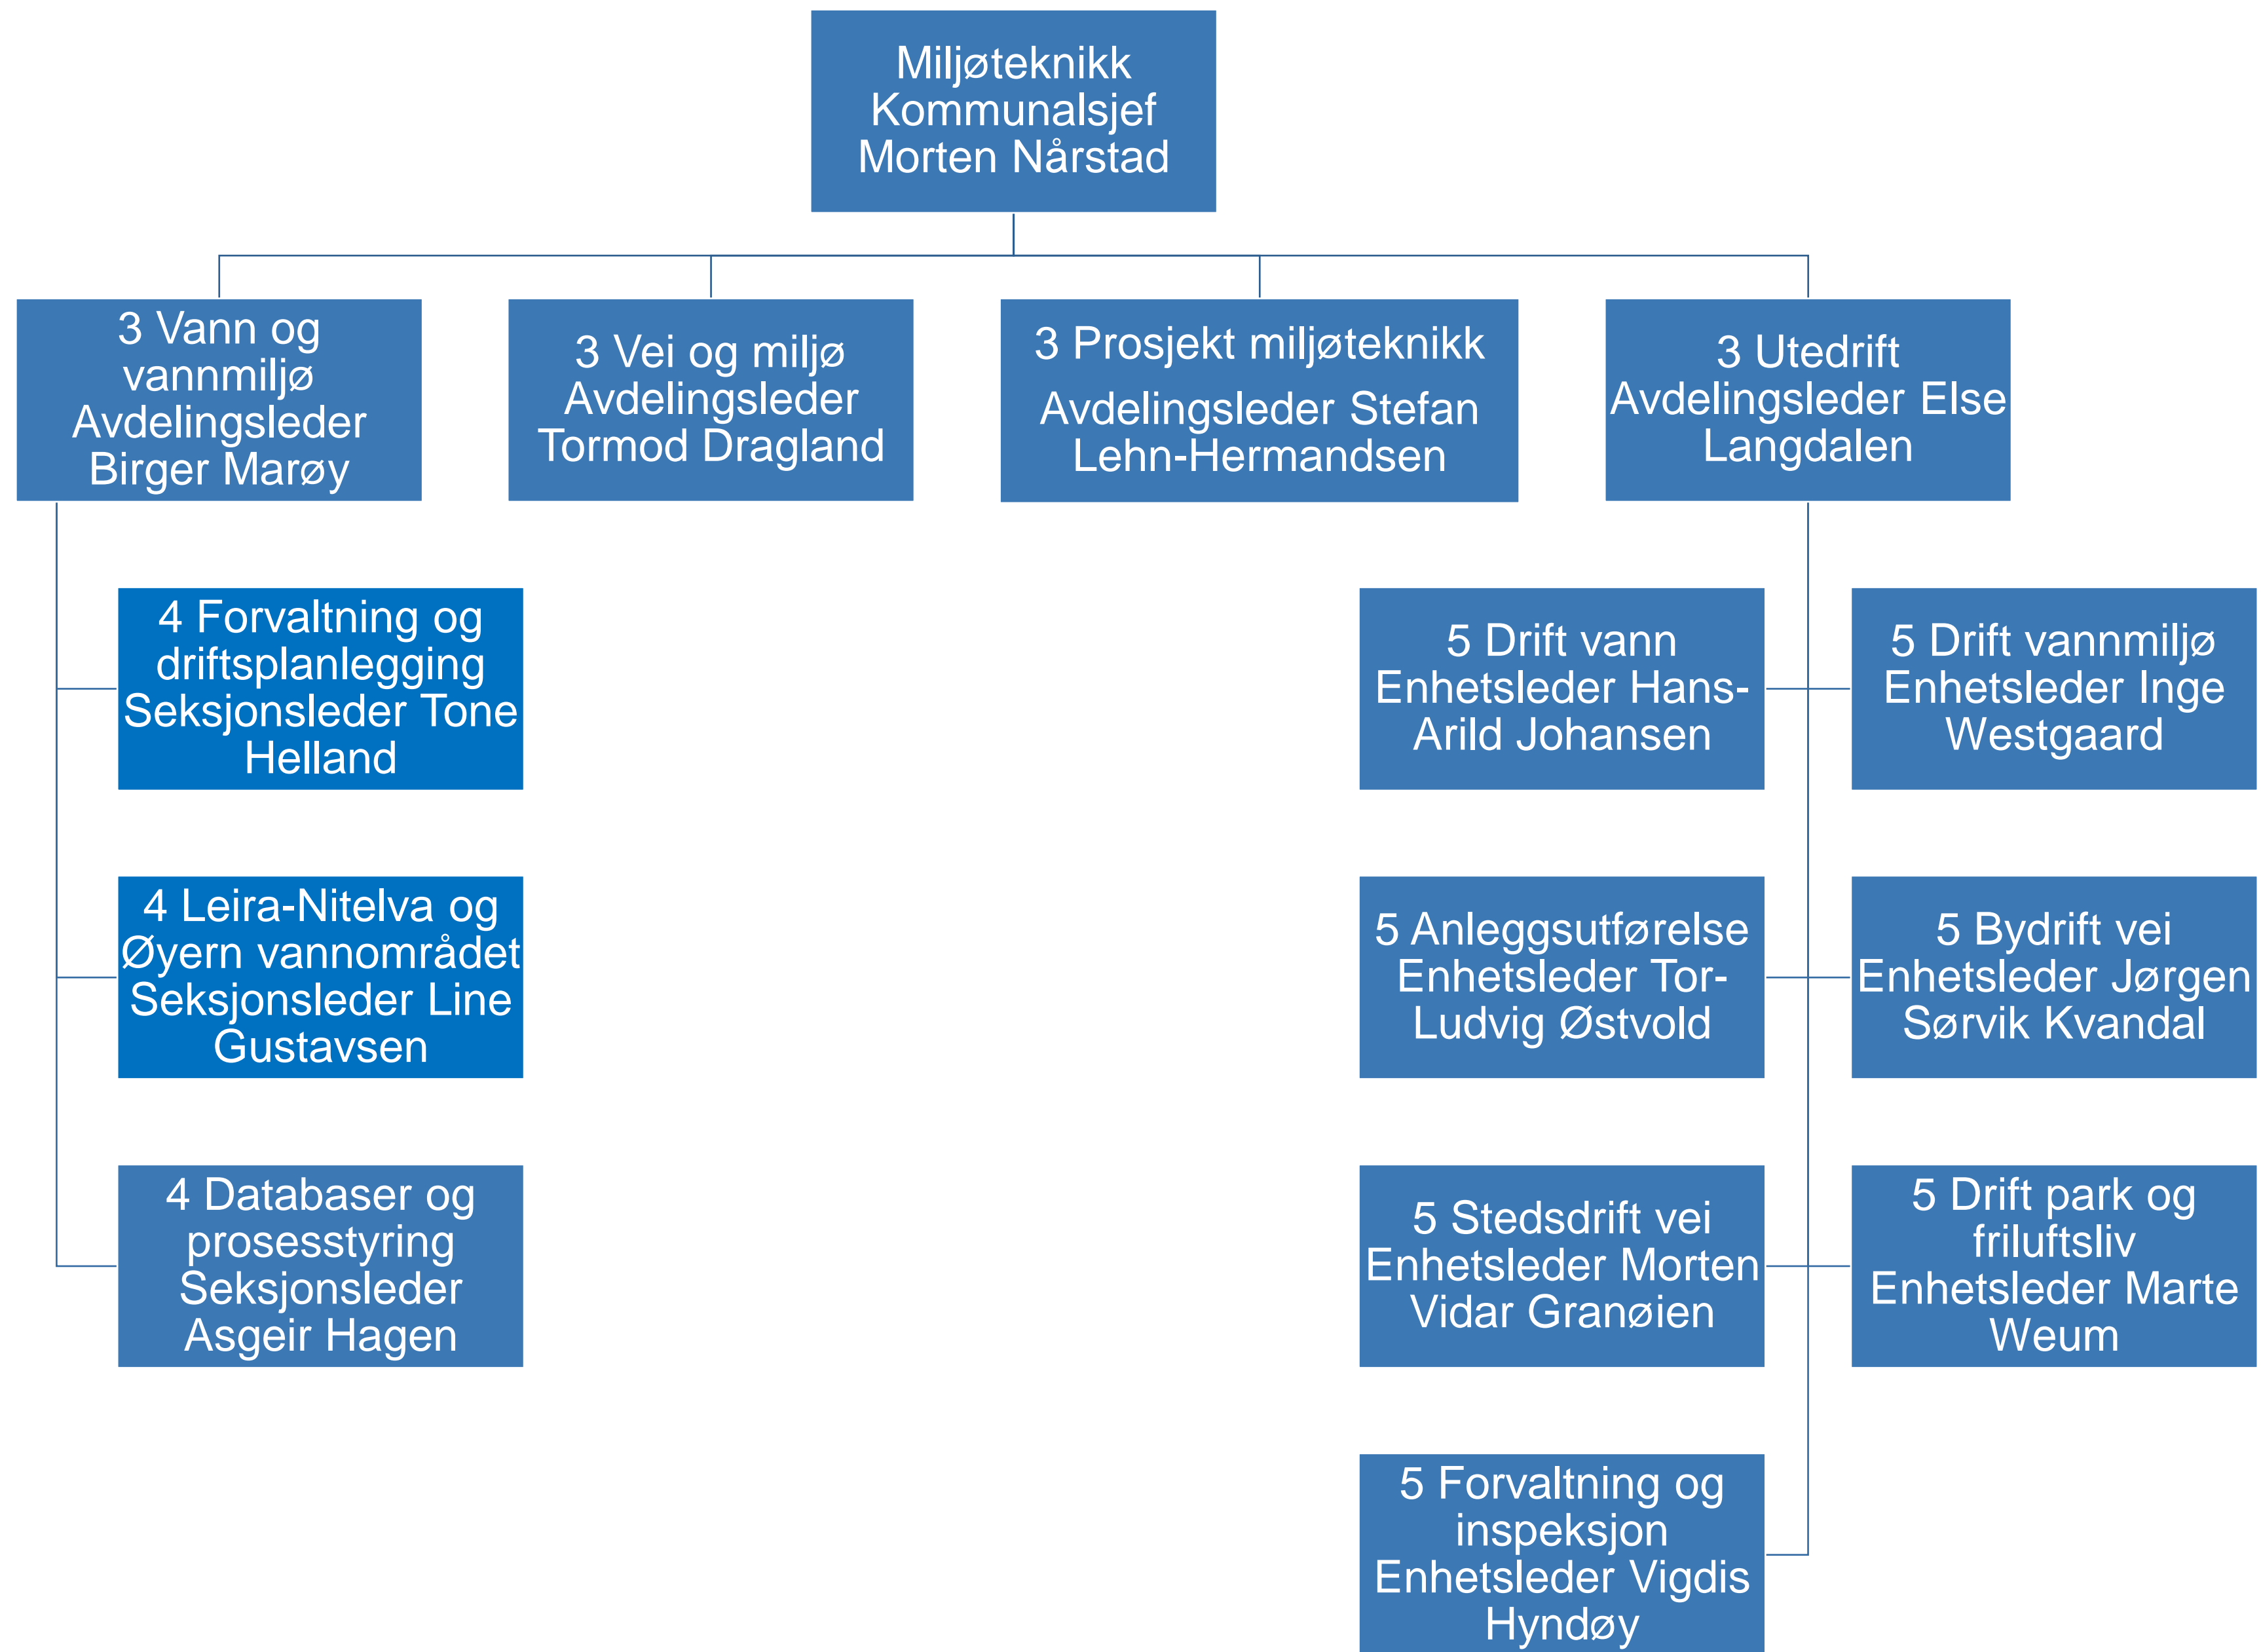 Miljøteknikk
Kommunalsjef
Morten Nårstad
3 Vann og
vannmiljø
Avdelingsleder
Birger Marøy
3 Vei og miljø
Avdelingsleder
Tormod Dragland
3 Prosjekt miljøteknikk
Avdelingsleder Stefan
Lehn-Hermandsen
3 Utedrift
Avdelingsleder Else
Langdalen
4 Forvaltning og
driftsplanlegging
Seksjonsleder Tone
Helland
4 Leira-Nitelva og
Øyern vannområdet
Seksjonsleder Line
Gustavsen
4 Databaser og
prosesstyring
Seksjonsleder
Asgeir Hagen
5 Drift vann
Enhetsleder Hans-
Arild Johansen
5 Drift vannmiljø
Enhetsleder Inge
Westgaard
5 Anleggsutførelse
Enhetsleder Tor-
Ludvig Østvold
5 Bydrift vei
Enhetsleder Jørgen
Sørvik Kvandal
5 Stedsdrift vei
Enhetsleder Morten
Vidar Granøien
5 Drift park og
friluftsliv
Enhetsleder Marte
Weum
5 Forvaltning og
inspeksjon
Enhetsleder Vigdis
Hyndøy